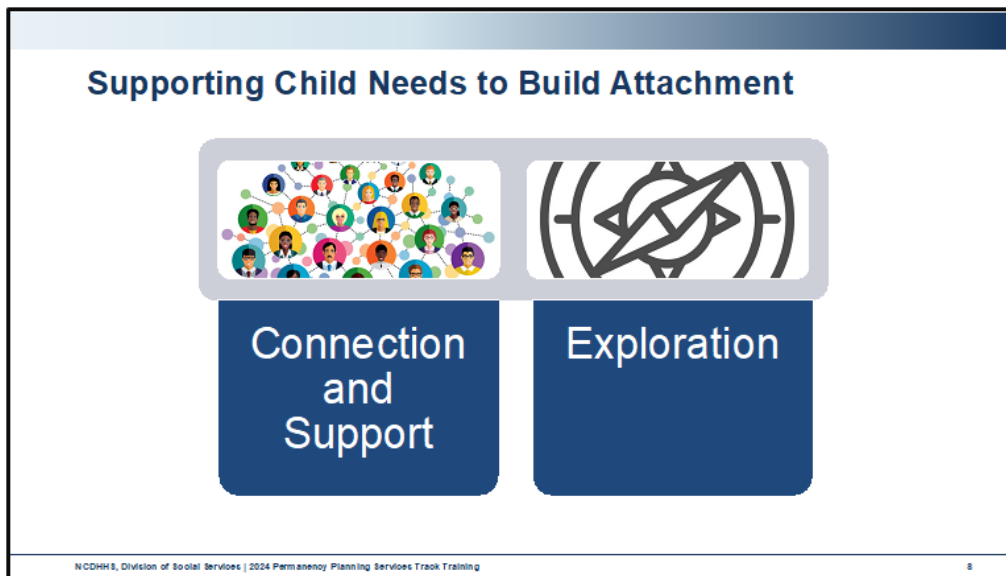 Supporting Child Needs to Build Attachment
Connection
and
Support
Exploration
NCDHHS, Division of Social Services | 2024 Permanency Planning Services Track Training
8